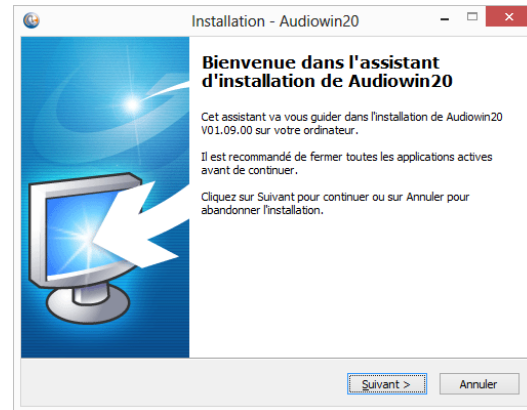 Installation - Audiowin20
Bienvenue dans l'assistant
d'installation de Audiowin20
Cet assistant va vous guider dans l'installation de Audiowin20
V01.09.00 sur votre ordinateur.
Il est recommandé de fermer toutes les applications actives
avant de continuer.
Cliquez sur Suivant pour continuer ou sur Annuler pour
abandonner l'installation.
Suivant >
Annuler